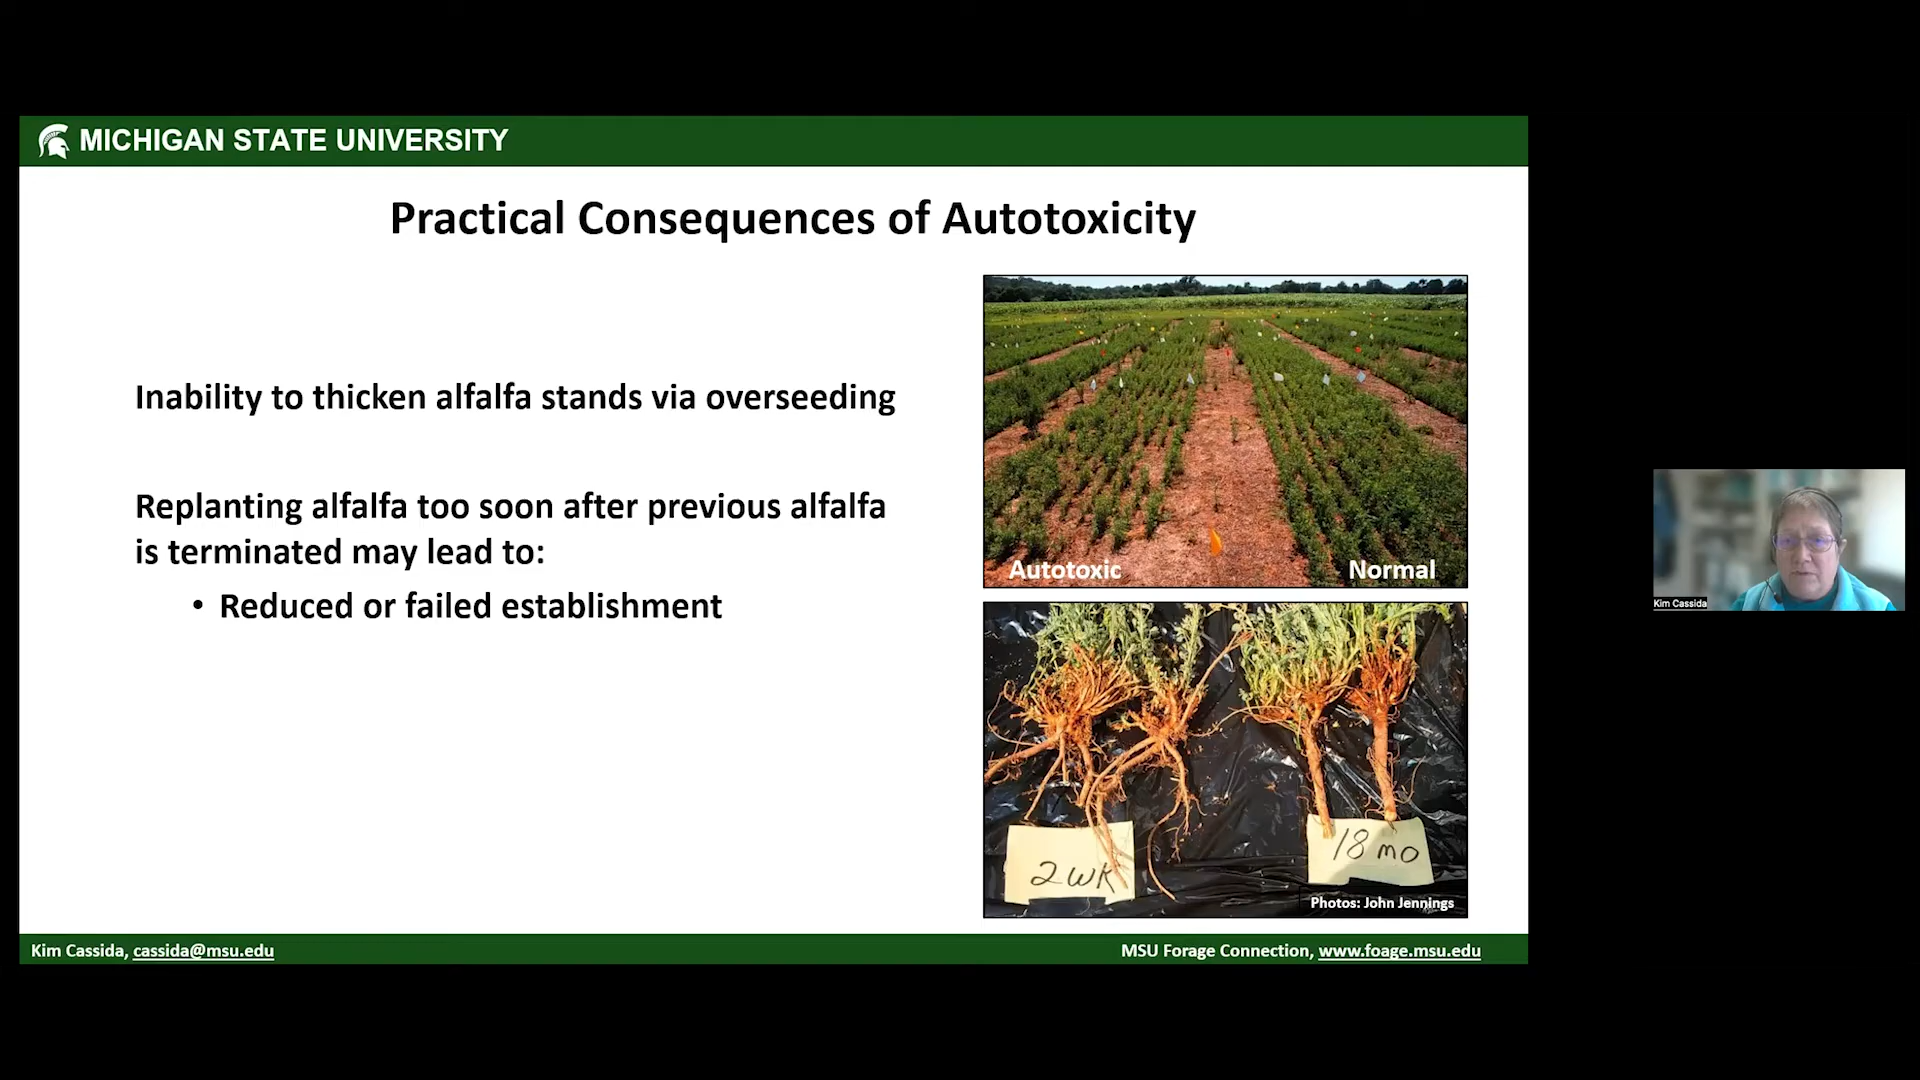 MICHIGAN STATE UNIVERSITY
Practical Consequences of Autotoxicity
Inability to thicken alfalfa stands via overseeding
Replanting alfalfa too soon after previous alfalfa
is terminated may lead to:
• Reduced or failed establishment
Autotoxic
Normal
2wk
18 mo
Photos: John Jennings
Kim Cassida, cassida@msu.edu
MSU Forage Connection, www.foage.msu.edu
Kim Cassida